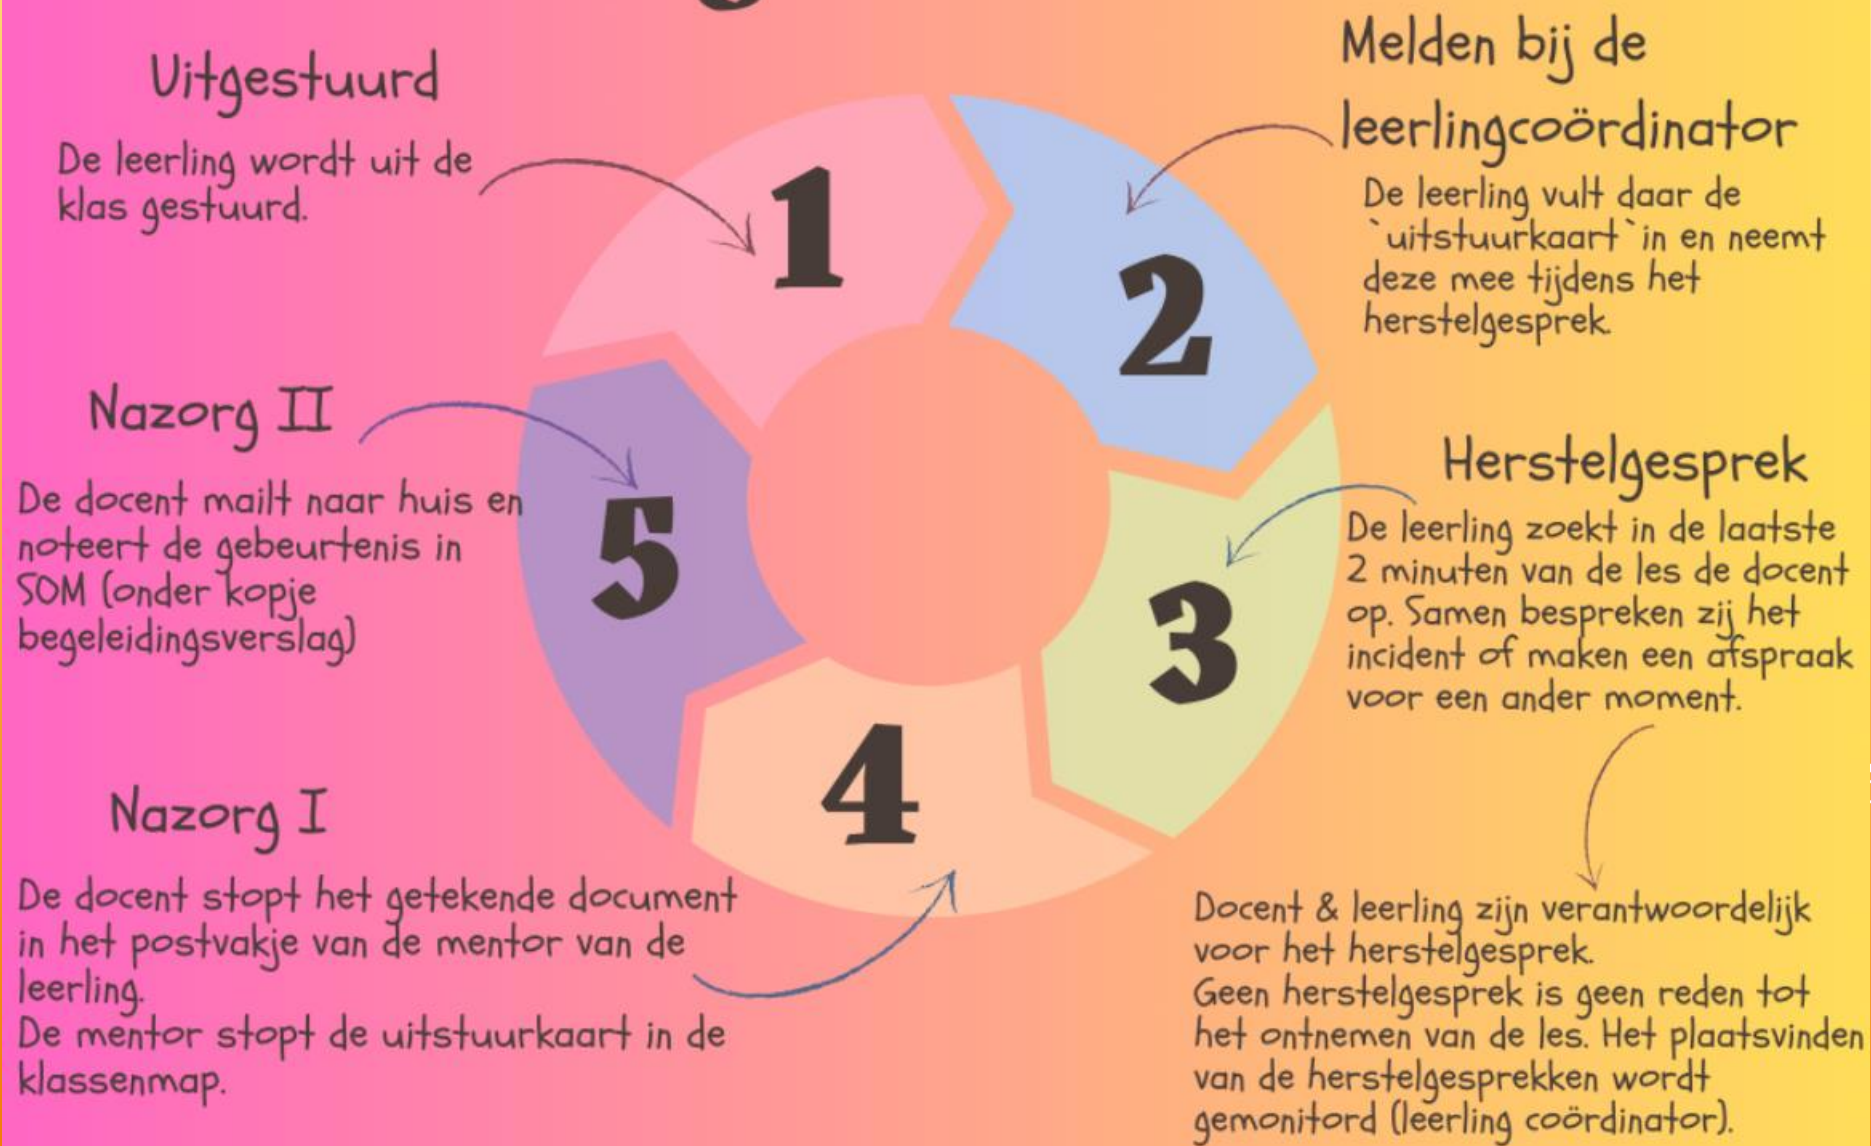 Uitgestuurd
De leerling wordt uit de
klas gestuurd.
1
Melden bij de
leerlingcoördinator
De leerling vult daar de
`uitstuurkaart` in en neemt
deze mee tijdens het
herstelgesprek.
2
Herstelgesprek
De leerling zoekt in de laatste
2 minuten van de les de docent
op. Samen bespreken zij het
incident of maken een afspraak
voor een ander moment.
3
Docent & leerling zijn verantwoordelijk
voor het herstelgesprek.
Geen herstelgesprek is geen reden tot
het ontnemen van de les. Het plaatsvinden
van de herstelgesprekken wordt
gemonitord (leerling coördinator).
Nazorg I
De docent stopt het getekende document
in het postvakje van de mentor van de
leerling.
De mentor stopt de uitstuurkaart in de
klassenmap.
4
Nazorg II
De docent mailt naar huis en
noteert de gebeurtenis in
SOM (onder kopje
begeleidingsverslag)
5